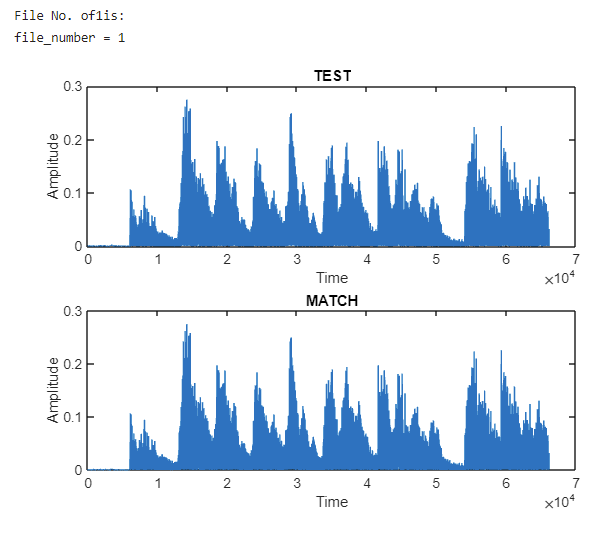 File No. of1is:
file_number = 1
TEST
0.3
0.2
0.1
0
Amplitude
0 1 2 3 4 5 6 7
Time
×10⁴
MATCH
0.3
0.2
0.1
0
Amplitude
0 1 2 3 4 5 6 7
Time
×10⁴